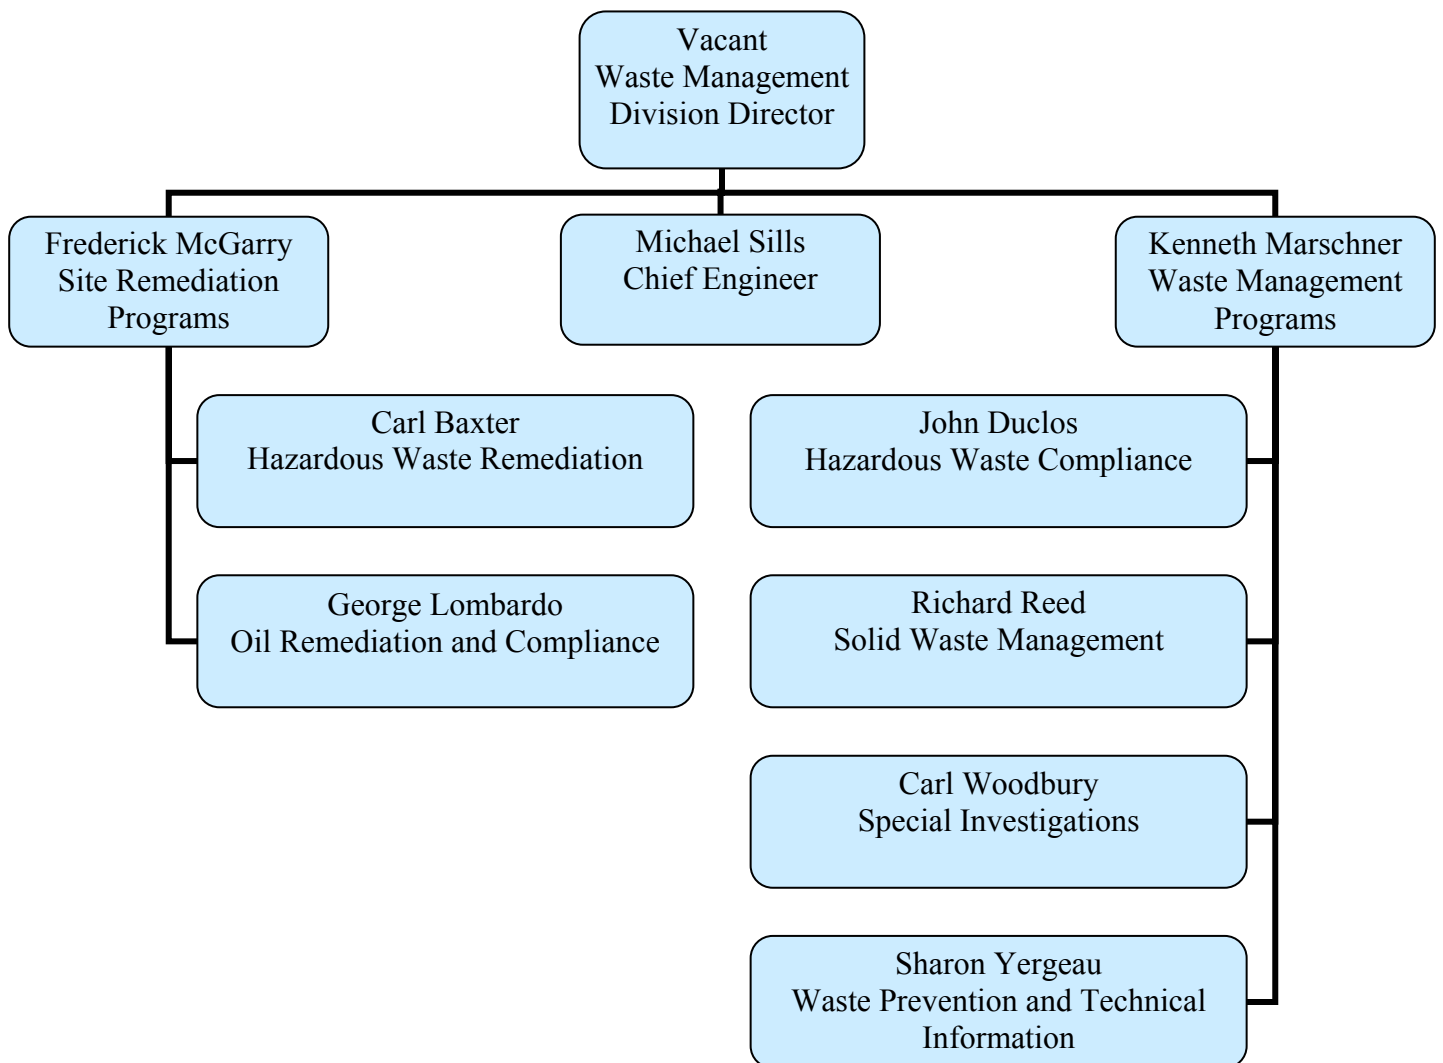 Vacant
Waste Management
Division Director
Frederick McGarry
Site Remediation
Programs
Michael Sills
Chief Engineer
Kenneth Marschner
Waste Management
Programs
Carl Baxter
Hazardous Waste Remediation
George Lombardo
Oil Remediation and Compliance
John Duclos
Hazardous Waste Compliance
Richard Reed
Solid Waste Management
Carl Woodbury
Special Investigations
Sharon Yergeau
Waste Prevention and Technical
Information